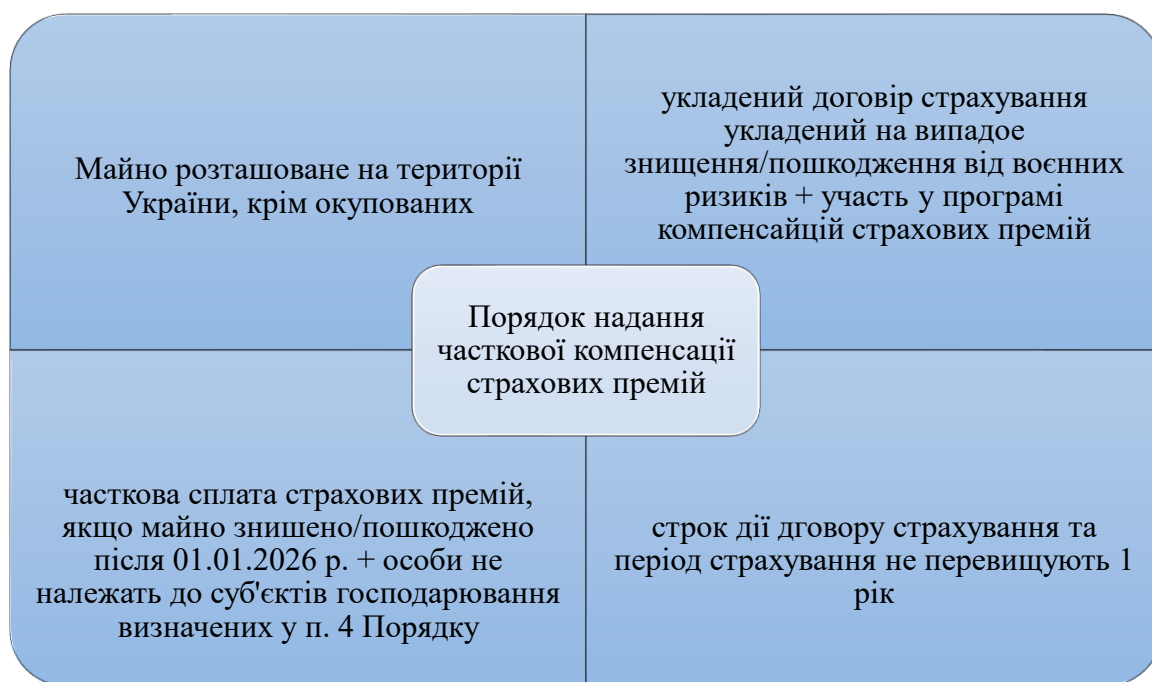 Майно розташоване на території
України, крім окупованих
укладений договір страхування
укладений на випадое
знищення/пошкодження від воєнних
ризиків + участь у програмі
компенсайцій страхових премій
Порядок надання
часткової компенсації
страхових премій
часткова сплата страхових премій,
якщо майно знишено/пошкоджено
після 01.01.2026 р. + особи не
належать до суб'єктів господарювання
визначених у п. 4 Порядку
строк дії дговору страхування та
період страхування не перевищують 1
рік